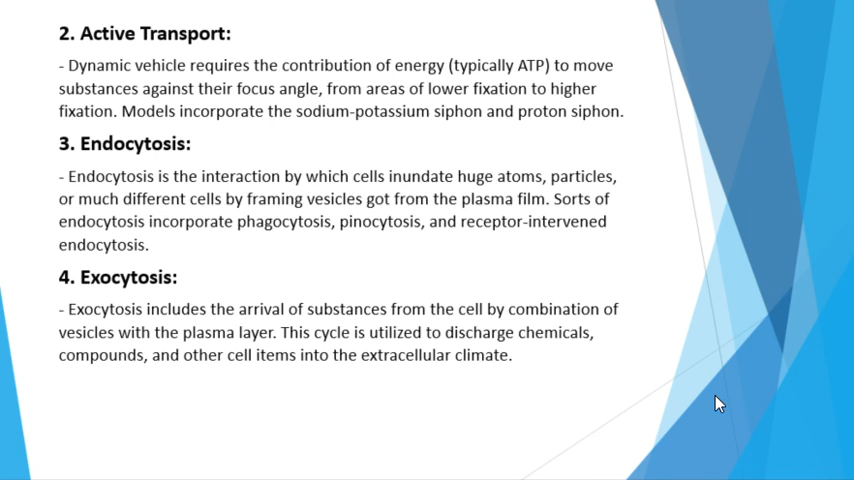 2. Active Transport:
- Dynamic vehicle requires the contribution of energy (typically ATP) to move
substances against their focus angle, from areas of lower fixation to higher
fixation. Models incorporate the sodium-potassium siphon and proton siphon.
3. Endocytosis:
- Endocytosis is the interaction by which cells inundate huge atoms, particles,
or much different cells by framing vesicles got from the plasma film. Sorts of
endocytosis incorporate phagocytosis, pinocytosis, and receptor-intervened
endocytosis.
4. Exocytosis:
- Exocytosis includes the arrival of substances from the cell by combination of
vesicles with the plasma layer. This cycle is utilized to discharge chemicals,
compounds, and other cell items into the extracellular climate.